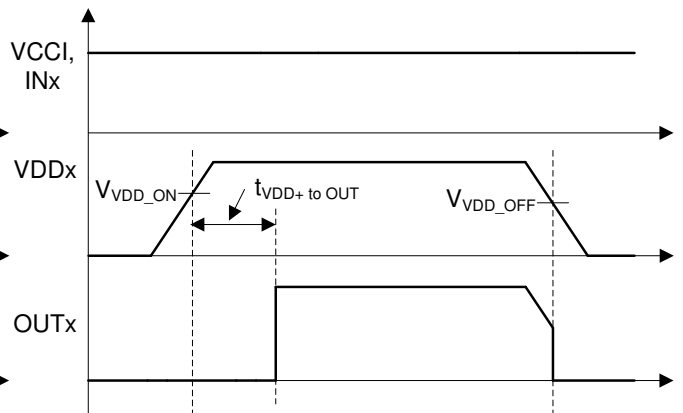 VCCI,
INx
VDDx
VVDD_ON
tVDD+ to OUT
VVDD_OFF
OUTx